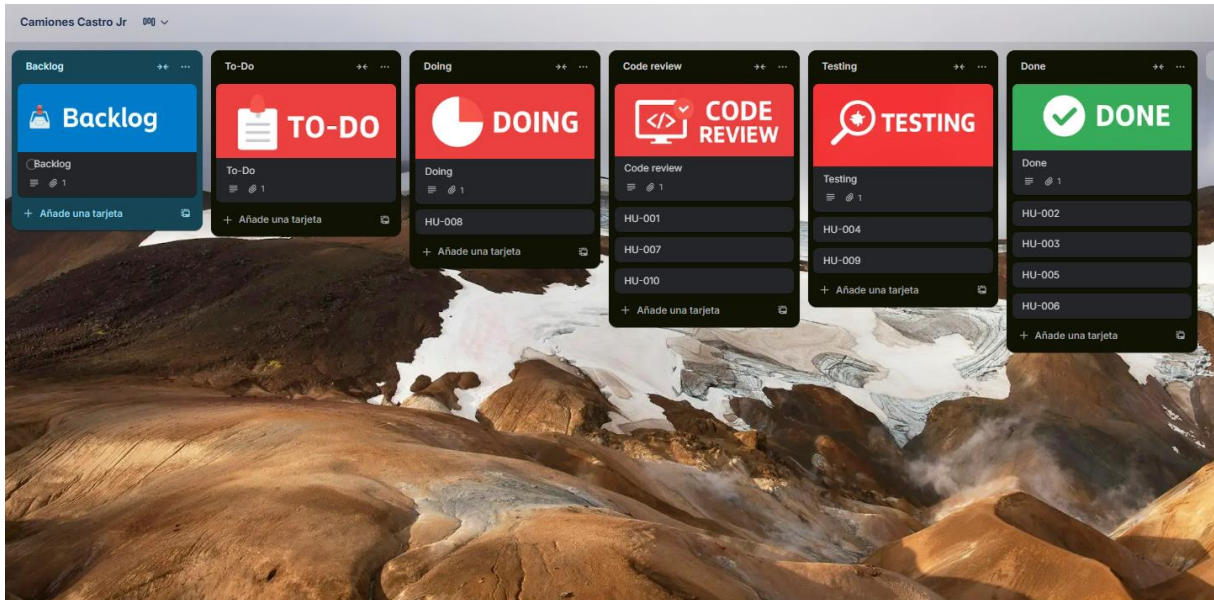 Camiones Castro Jr
Backlog
Backlog
Backlog
1
+ Añade una tarjeta
To-Do
TO-DO
To-Do
1
+ Añade una tarjeta
Doing
DOING
Doing
1
HU-008
+ Añade una tarjeta
Code review
</> CODE
REVIEW
Code review
1
HU-001
HU-007
HU-010
+ Añade una tarjeta
Testing
TESTING
Testing
1
HU-004
HU-009
+ Añade una tarjeta
Done
DONE
Done
1
HU-002
HU-003
HU-005
HU-006
+ Añade una tarjeta